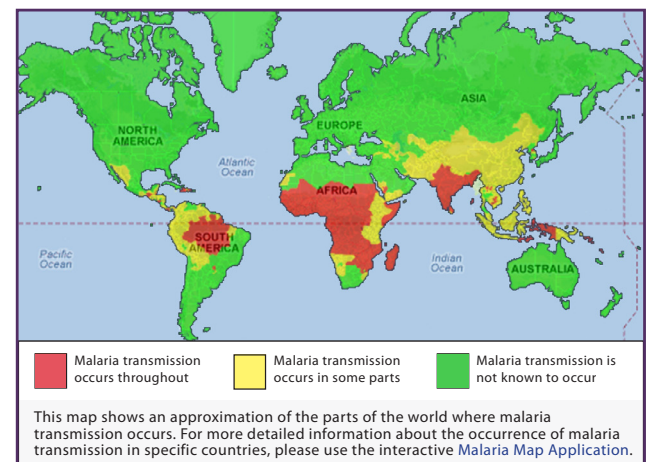 ASIA
EUROPE
NORTH
AMERICA
Atlantic
Ocean
AFRICA
SOUTH
AMERICA
Pacific
Ocean
Indian
Ocean
AUSTRALIA
Malaria transmission
occurs throughout
Malaria transmission
occurs in some parts
Malaria transmission is
not known to occur
This map shows an approximation of the parts of the world where malaria
transmission occurs. For more detailed information about the occurrence of malaria
transmission in specific countries, please use the interactive Malaria Map Application.